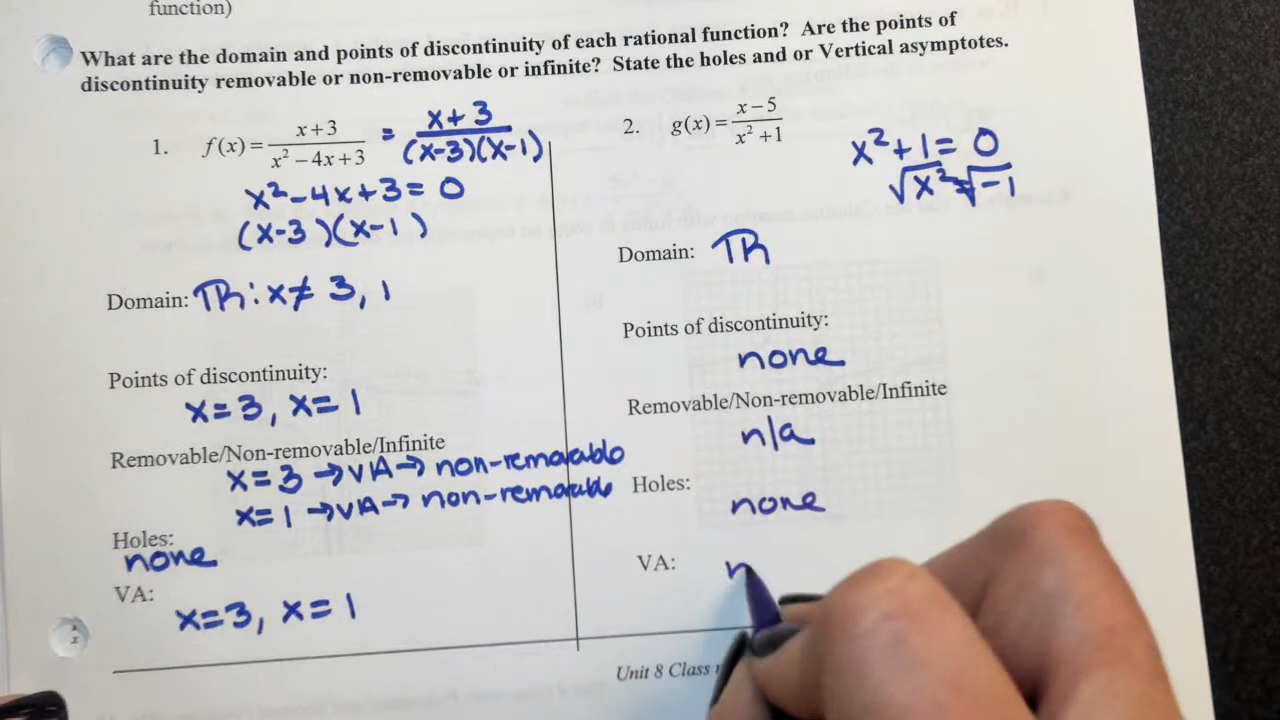 function)
What are the domain and points of discontinuity of each rational function? Are the points of
discontinuity removable or non-removable or infinite? State the holes and or Vertical asymptotes.
1. f(x) = x+3 / x² − 4x + 3 = x+3 / (x-3)(x-1)
x² - 4x + 3 = 0
(x-3)(x-1)
Domain: ℝ: x ≠ 3, 1
Points of discontinuity:
x=3, x=1
Removable/Non-removable/Infinite
x=3 → VA → non-removable
x=1 → VA → non-removable
Holes:
none
VA:
x=3, x=1
2. g(x) = x−5 / x² +1
x² + 1 = 0
√x² = √-1
Domain: ℝ
Points of discontinuity:
none
Removable/Non-removable/Infinite
n/a
Holes:
none
VA: n
Unit 8 Class